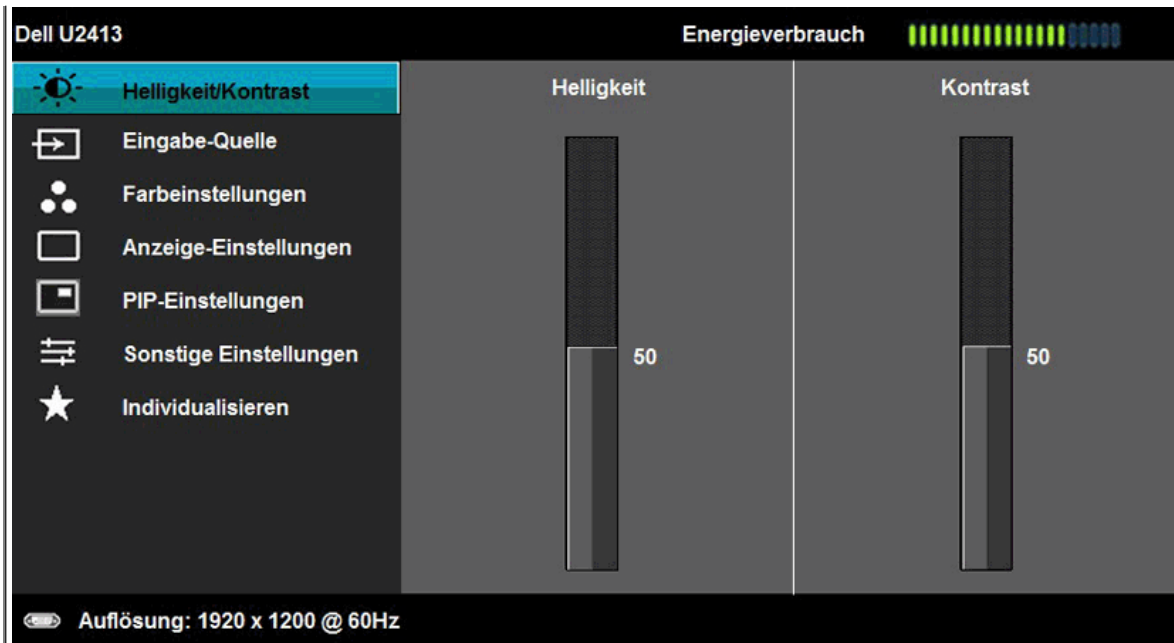 Dell U2413
Energieverbrauch
Helligkeit/Kontrast
Eingabe-Quelle
Farbeinstellungen
Anzeige-Einstellungen
PIP-Einstellungen
Sonstige Einstellungen
Individualisieren
Helligkeit
50
Kontrast
50
Auflösung: 1920 x 1200 @ 60Hz